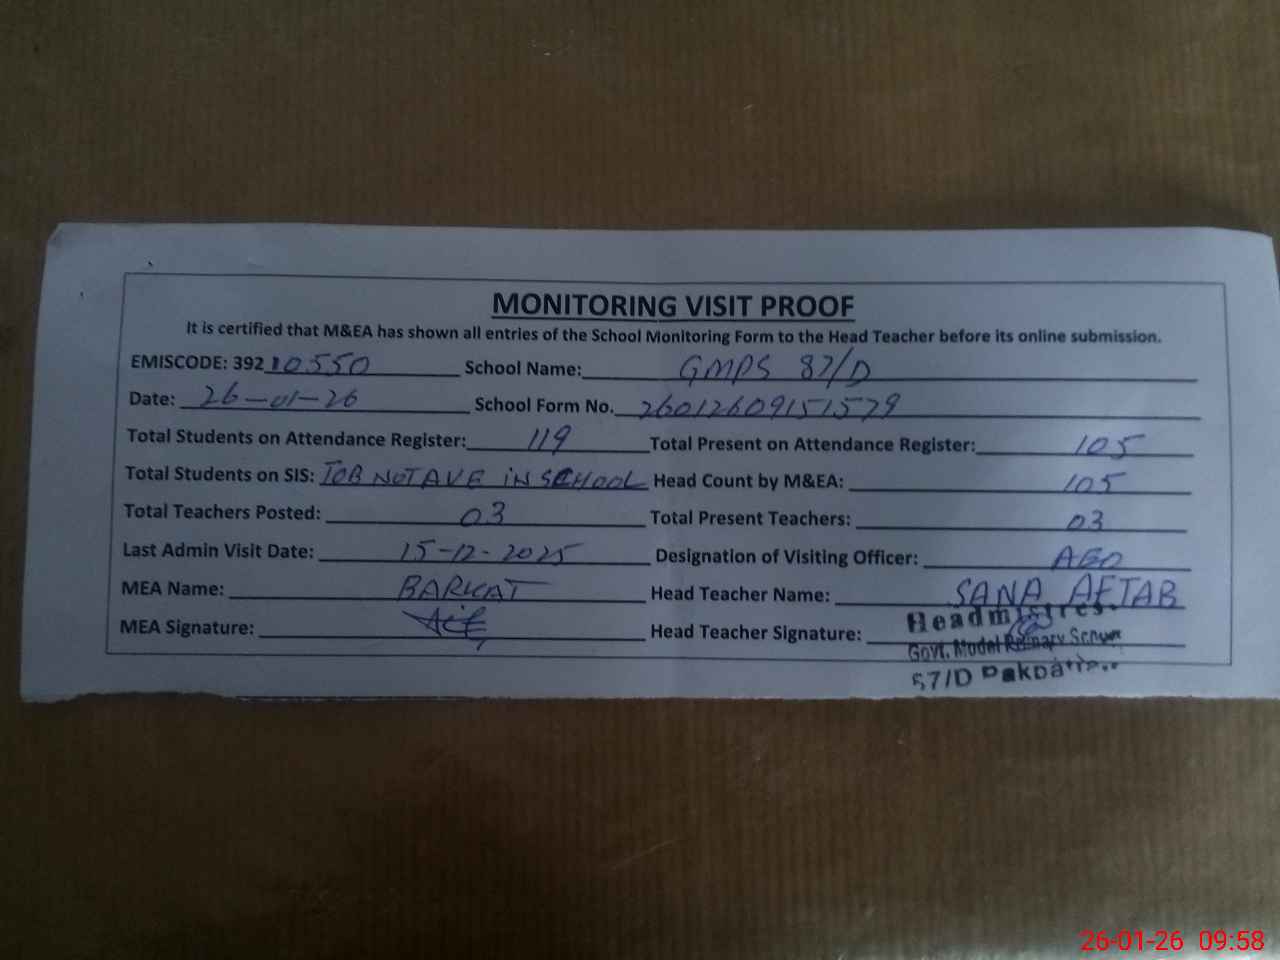 MONITORING VISIT PROOF
It is certified that M&EA has shown all entries of the School Monitoring Form to the Head Teacher before its online submission.
EMISCODE: 39210550 School Name: GMPS 87/D
Date: 26-01-26 School Form No. 26012609151579
Total Students on Attendance Register: 119 Total Present on Attendance Register: 105
Total Students on SIS: TOB NOT AVE IN SCHOOL Head Count by M&EA: 105
Total Teachers Posted: 03 Total Present Teachers: 03
Last Admin Visit Date: 15-12-2025 Designation of Visiting Officer: AEO
MEA Name: BARKAT Head Teacher Name: SANA AFTAB
MEA Signature: Head Teacher Signature:
Headmistres.
Govt. Model Primary School
/D Pakpattan
26-01-26 09:58